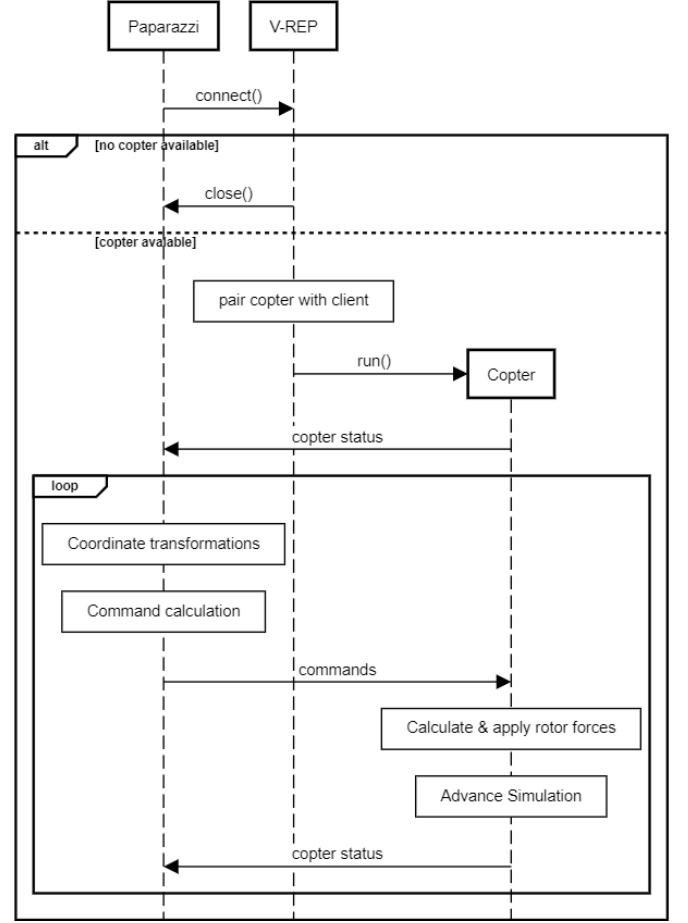 Paparazzi V-REP
connect()
alt [no copter available]
close()
[copter avalable]
pair copter with client
run()
Copter
copter status
loop
Coordinate transformations
Command calculation
commands
Calculate & apply rotor forces
Advance Simulation
copter status